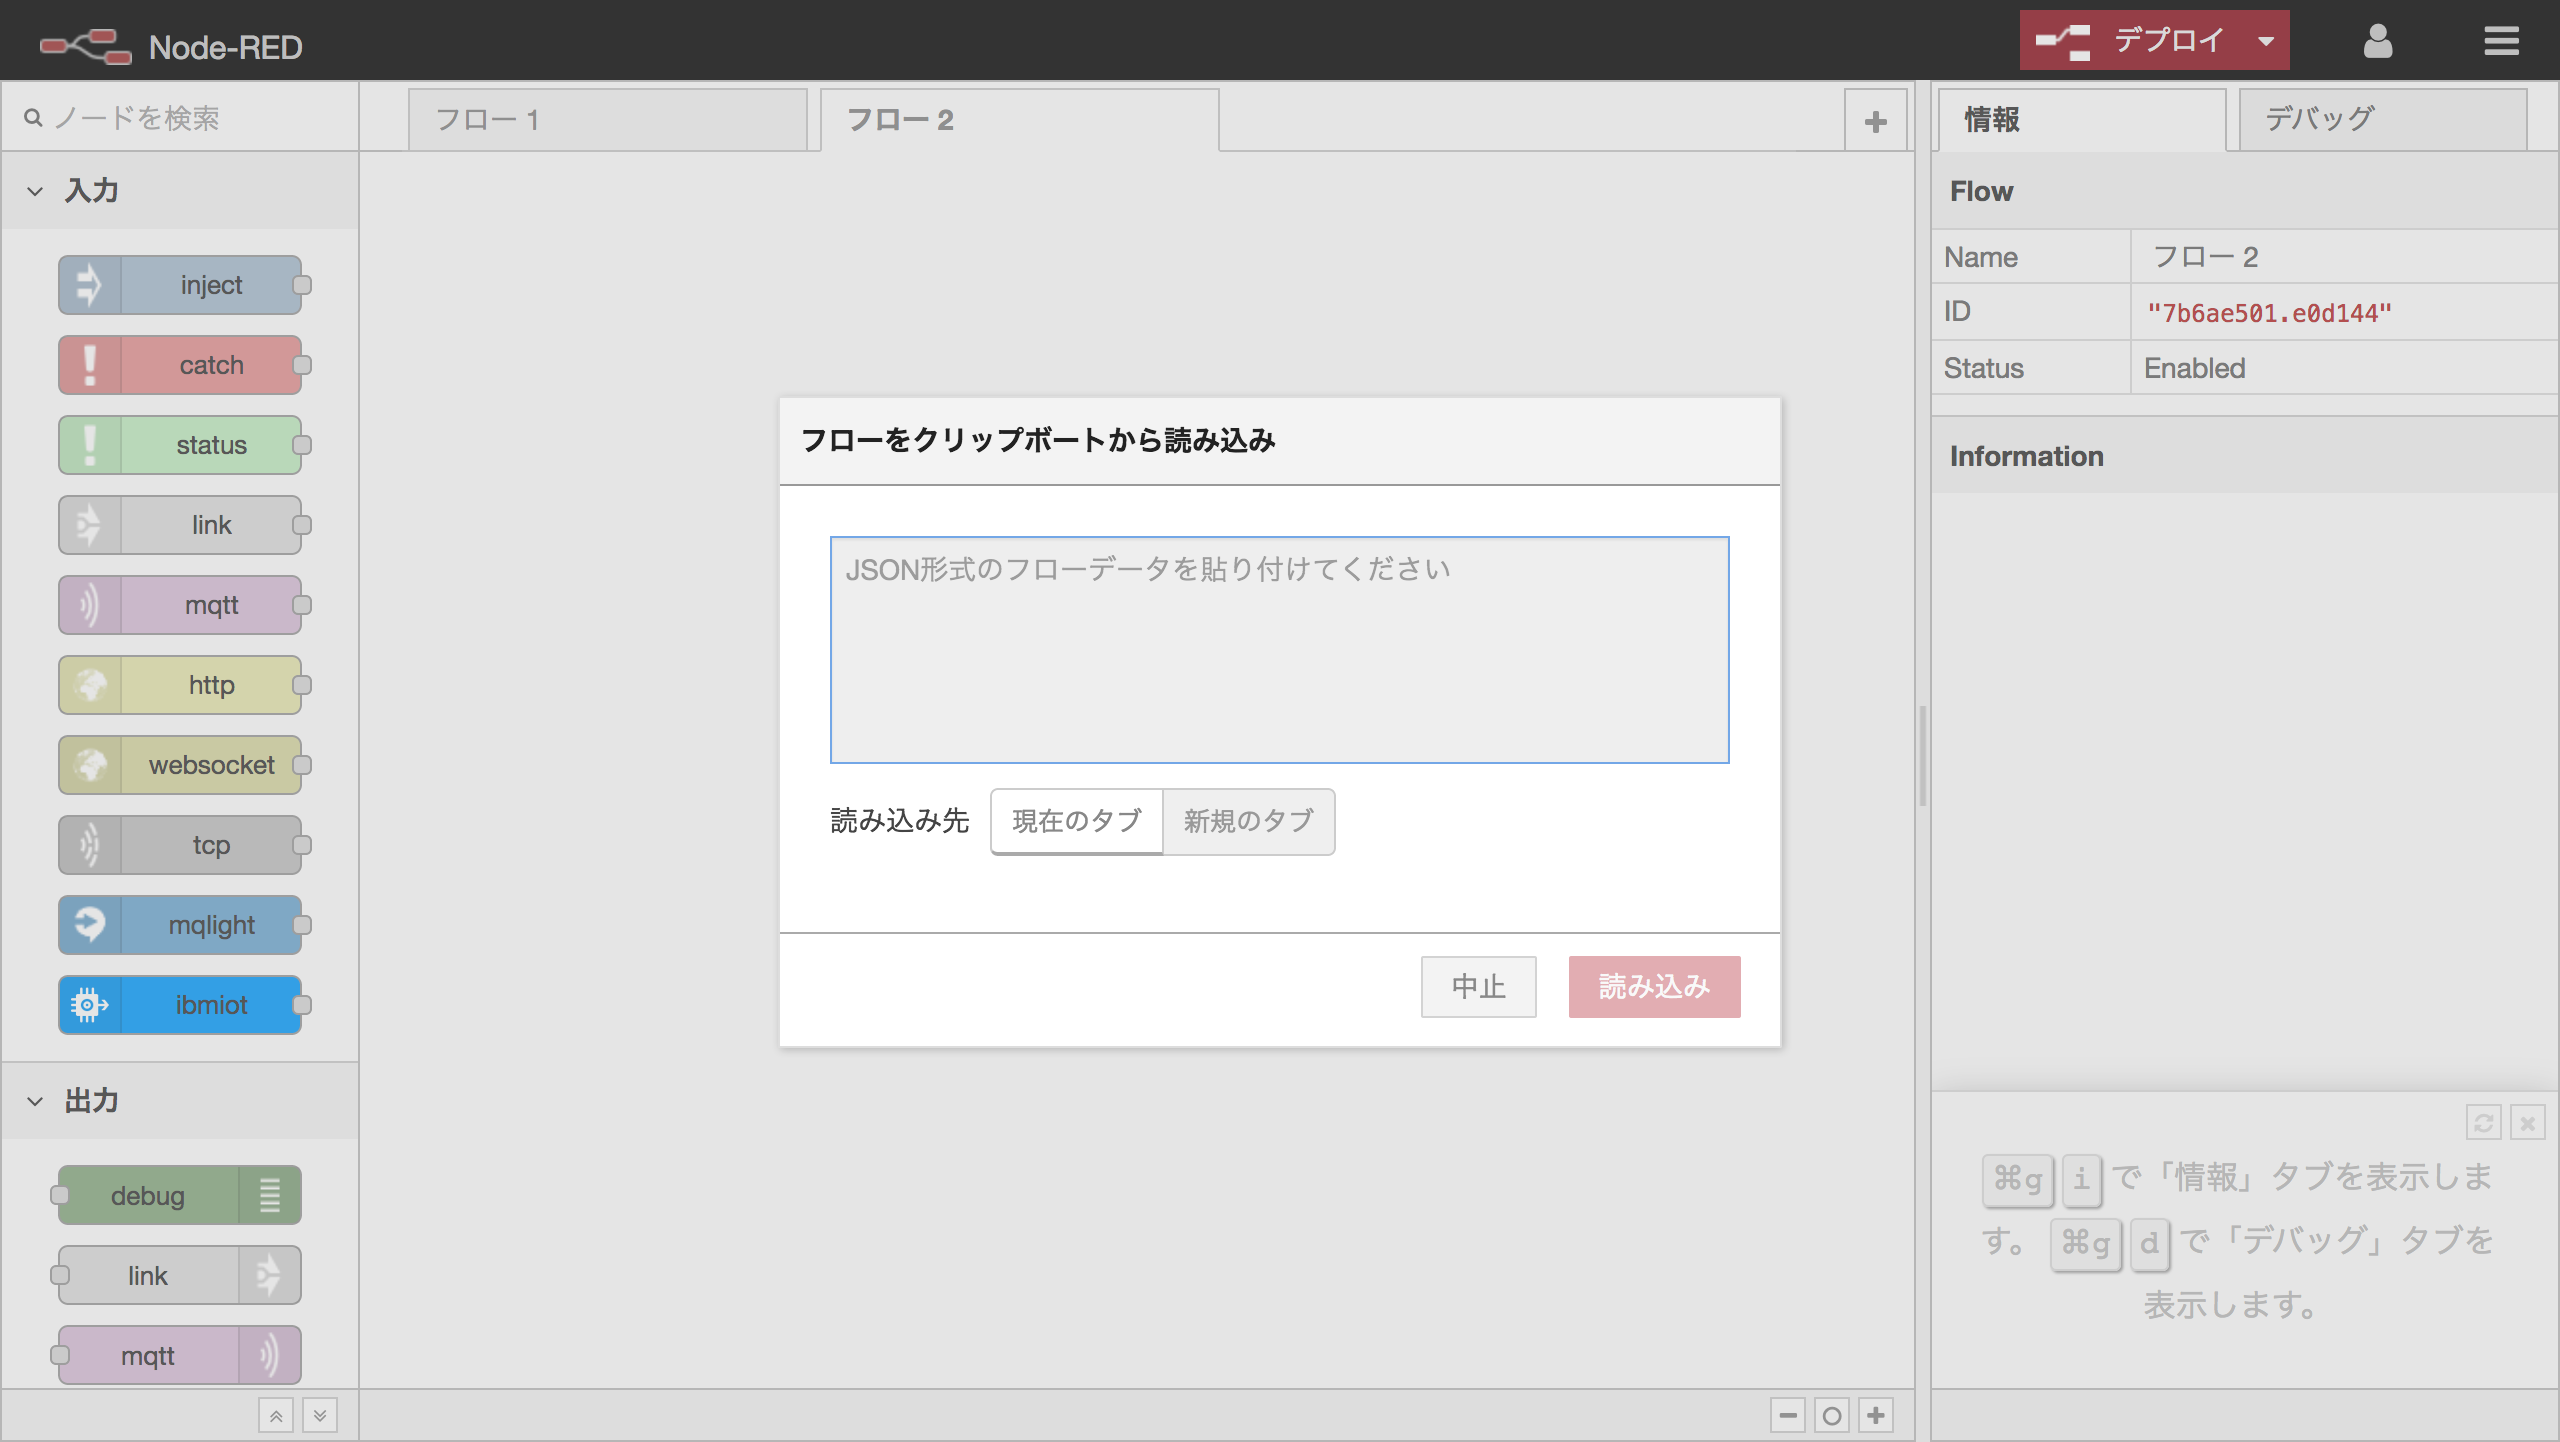 Node-RED
デプロイ
ノードを検索
フロー 1
フロー 2
情報
デバッグ
入力
inject
catch
status
link
mqtt
http
websocket
tcp
mqlight
ibmiot
出力
debug
link
mqtt
フローをクリップボートから読み込み
JSON形式のフローデータを貼り付けてください
読み込み先
現在のタブ
新規のタブ
中止
読み込み
Flow
Name フロー 2
ID "7b6ae501.e0d144"
Status Enabled
Information
⌘g i で「情報」タブを表示しま
す。 ⌘g d で「デバッグ」タブを
表示します。